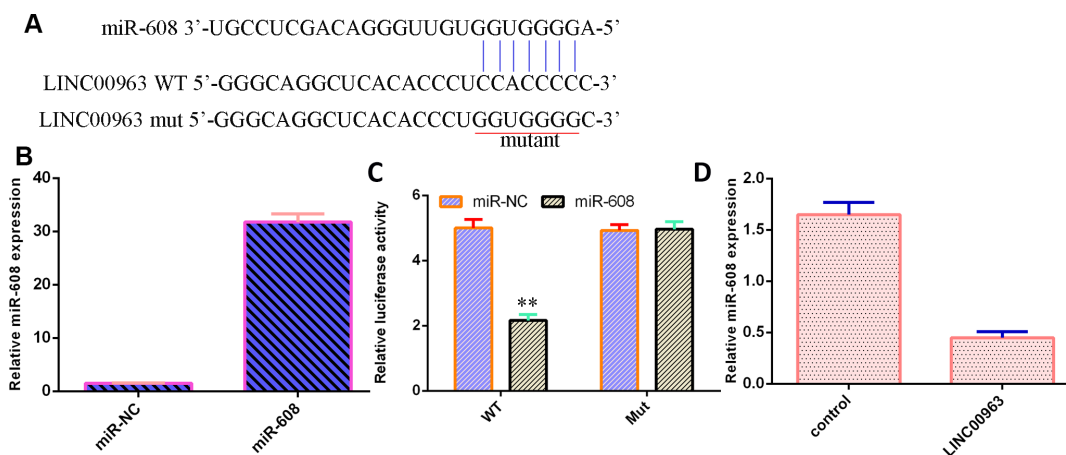 A
miR-608 3’-UGCCUCGACAGGGUUGUGGUGGGGA-5’
LINC00963 WT 5’-GGGCAGGCUCACACCCUCCACCCCC-3’
LINC00963 mut 5’-GGGCAGGCUCACACCCUGGUGGGGC-3’
mutant
B
Relative miR-608 expression
40
30
20
10
0
miR-NC
miR-608
C
miR-NC
miR-608
Relative luciferase activity
6
4
2
0
**
WT
Mut
D
Relative miR-608 expression
2.0
1.5
1.0
0.5
0.0
control
LINC00963